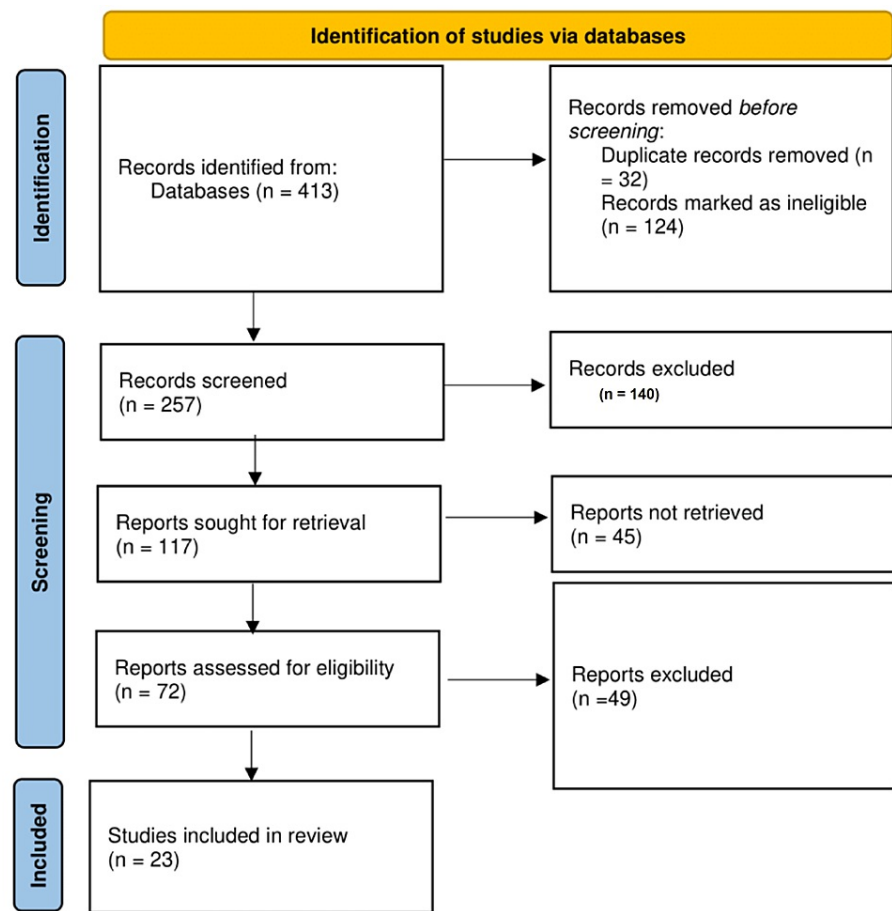 Identification of studies via databases
Identification
Records identified from:
Databases (n = 413)
Records removed before
screening:
Duplicate records removed (n
= 32)
Records marked as ineligible
(n = 124)
Screening
Records screened
(n = 257)
Records excluded
(n = 140)
Reports sought for retrieval
(n = 117)
Reports not retrieved
(n = 45)
Reports assessed for eligibility
(n = 72)
Reports excluded
(n =49)
Included
Studies included in review
(n = 23)